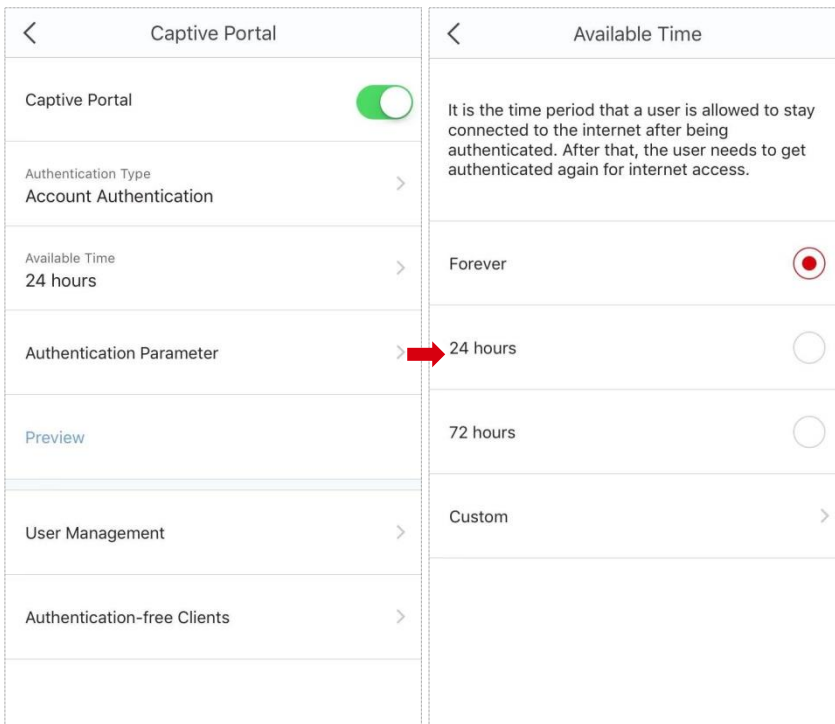 Captive Portal
Captive Portal
Authentication Type
Account Authentication
Available Time
24 hours
Authentication Parameter
Preview
User Management
Authentication-free Clients
Available Time
It is the time period that a user is allowed to stay
connected to the internet after being
authenticated. After that, the user needs to get
authenticated again for internet access.
Forever
24 hours
72 hours
Custom